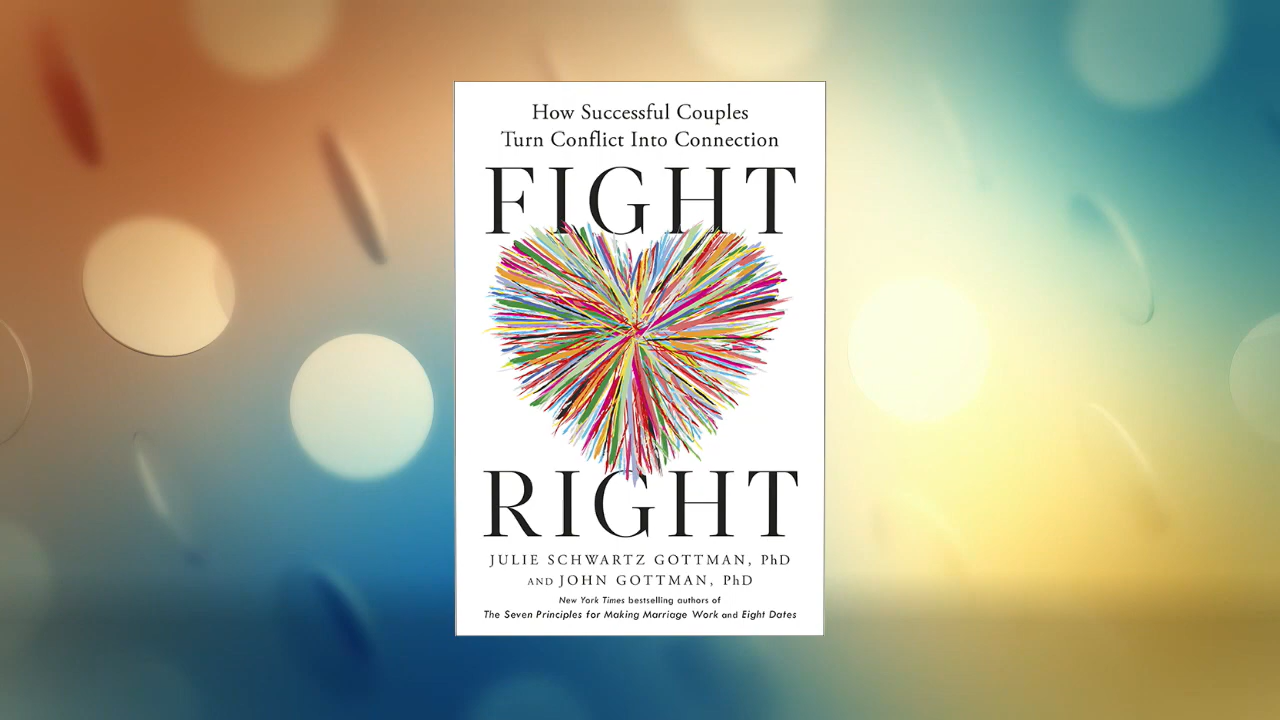 How Successful Couples
Turn Conflict Into Connection
FIGHT
RIGHT
JULIE SCHWARTZ GOTTMAN, PhD
AND JOHN GOTTMAN, PhD
New York Times bestselling authors of
The Seven Principles for Making Marriage Work and Eight Dates